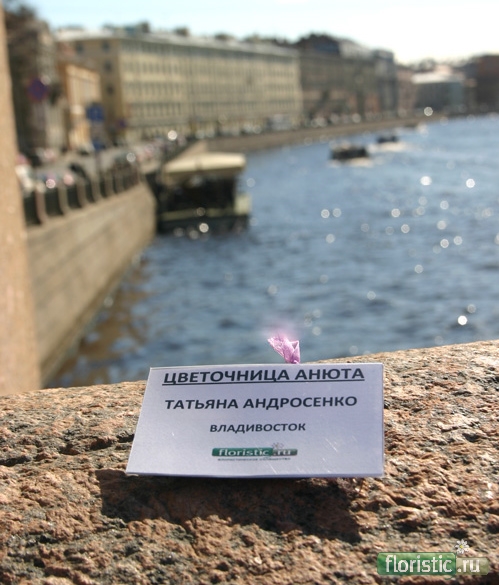 ЦВЕТОЧНИЦА АНЮТА
ТАТЬЯНА АНДРОСЕНКО
ВЛАДИВОСТОК
floristic.ru
floristic.ru